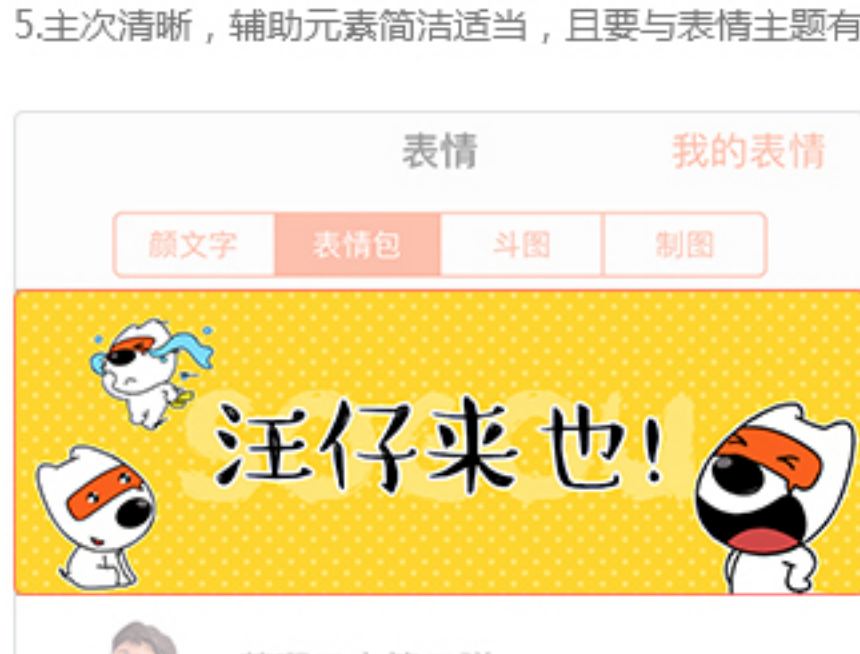 5.主次清晰，辅助元素简洁适当，且要与表情主题有
表情
我的表情
颜文字
表情包
斗图
制图
汪仔来也!